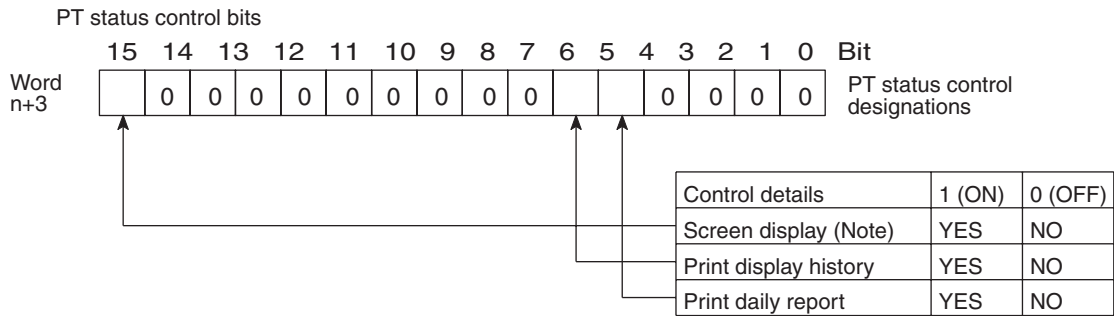 PT status control bits
15 14 13 12 11 10 9 8 7 6 5 4 3 2 1 0 Bit
Word
n+3
0 0 0 0 0 0 0 0 0 0 0 0
PT status control
designations
Control details 1 (ON) 0 (OFF)
Screen display (Note) YES NO
Print display history YES NO
Print daily report YES NO